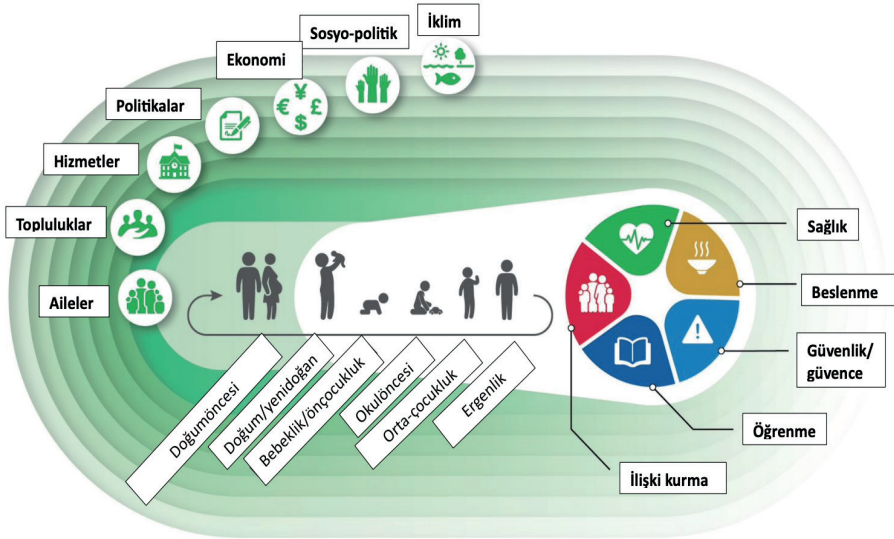 İklim
Sosyo-politik
Ekonomi
Politikalar
Hizmetler
Topluluklar
Aileler
Doğumöncesi
Doğum/yenidoğan
Bebeklik/önçocukluk
Okulöncesi
Orta-çocukluk
Ergenlik
Sağlık
Beslenme
Güvenlik/
güvence
Öğrenme
İlişki kurma